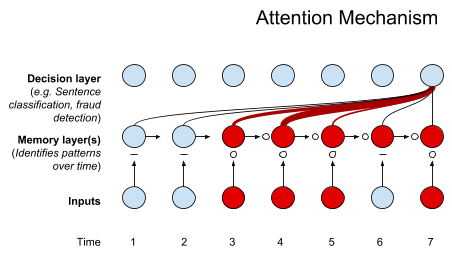 Attention Mechanism
Decision layer
(e.g. Sentence
classification, fraud
detection)
Memory layer(s)
(Identifies patterns
over time)
Inputs
Time 1 2 3 4 5 6 7